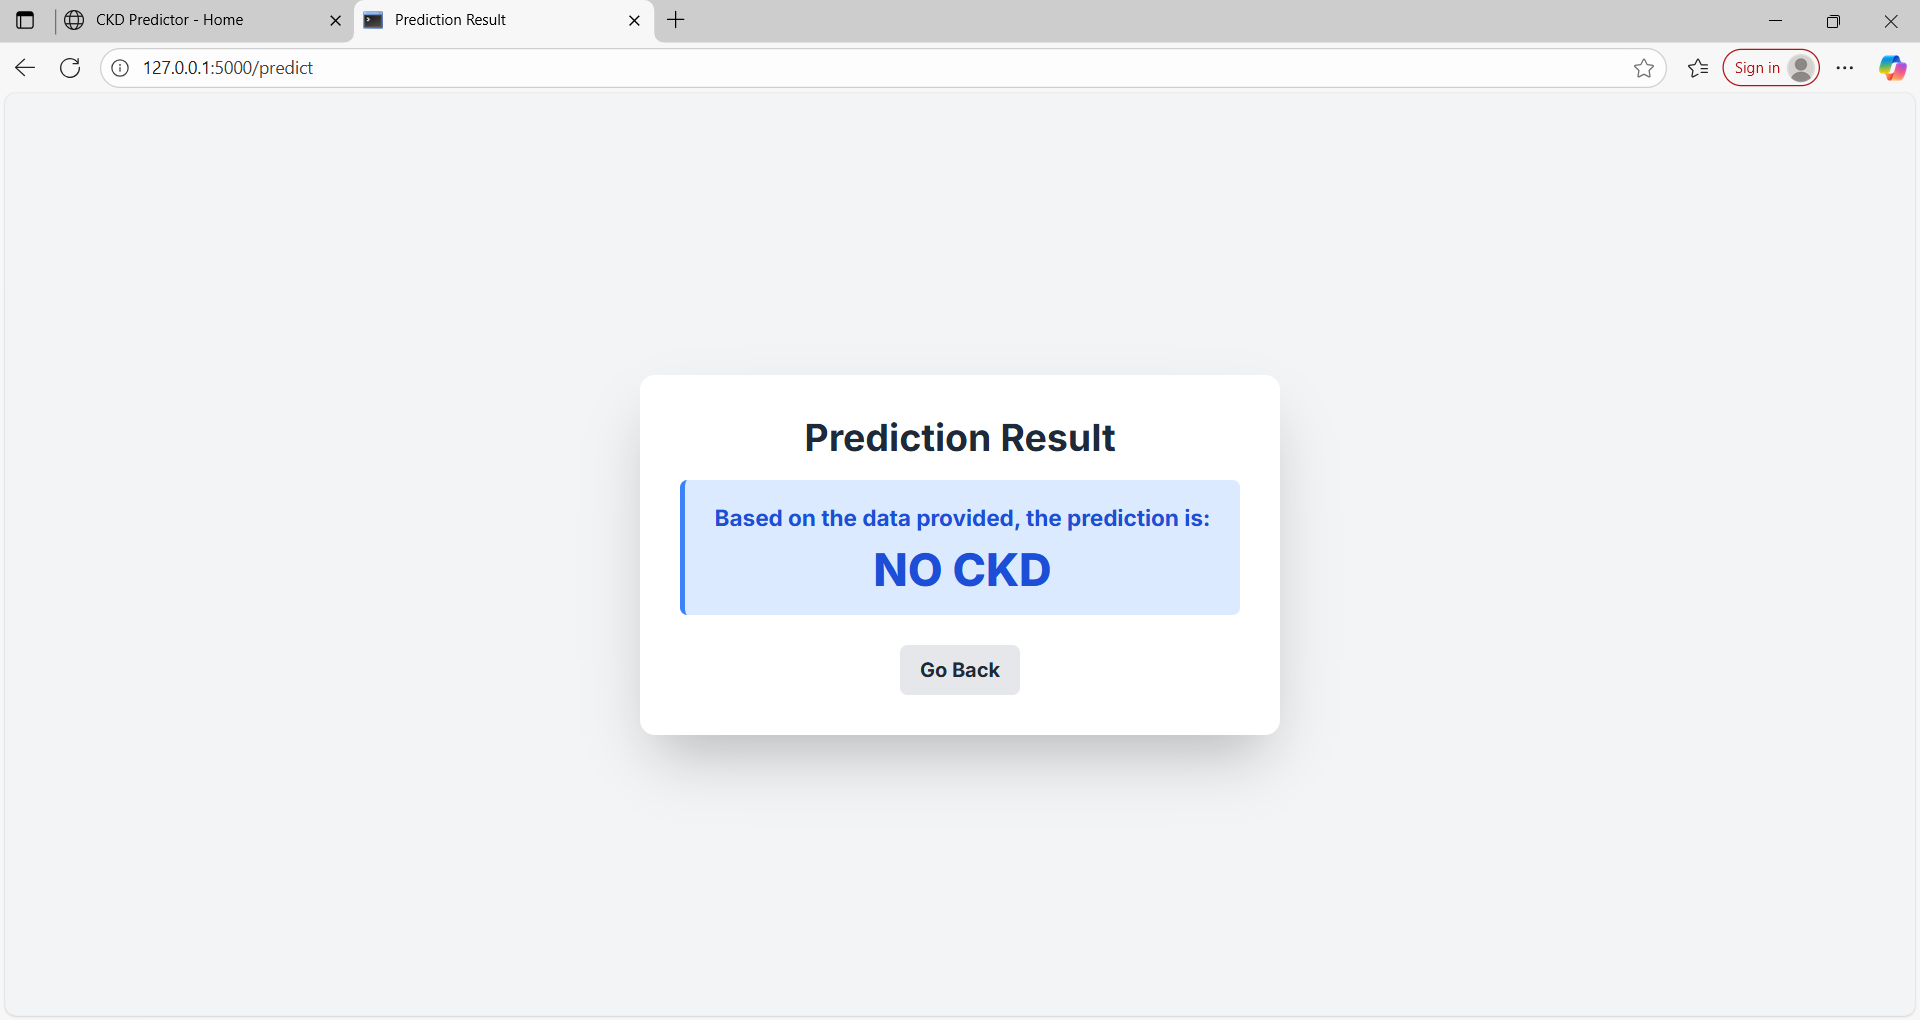 CKD Predictor - Home
Prediction Result
127.0.0.1:5000/predict
Sign in
Prediction Result
Based on the data provided, the prediction is:
NO CKD
Go Back